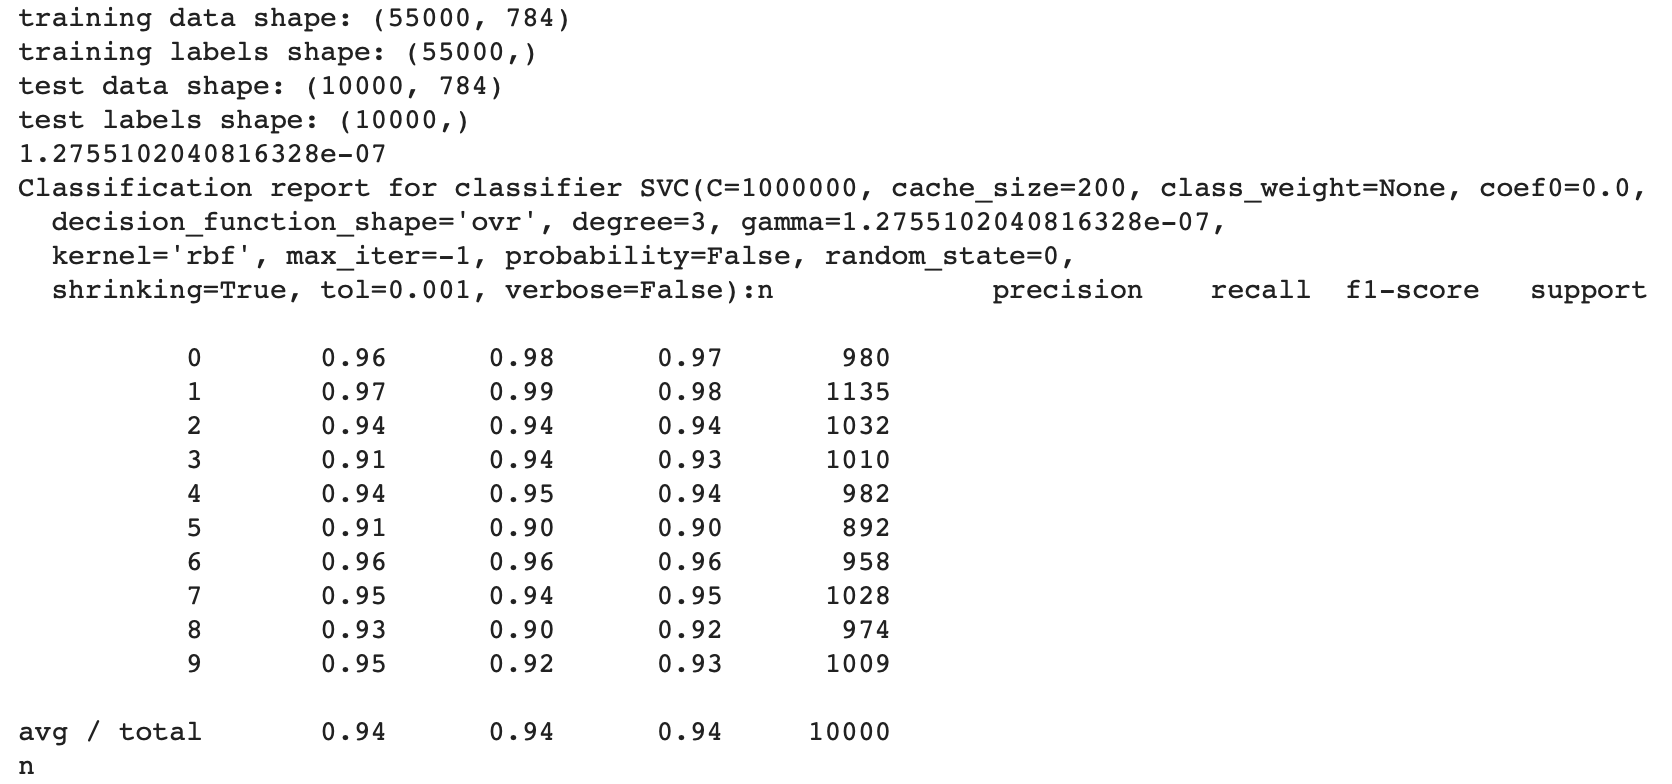 training data shape: (55000, 784)
training labels shape: (55000,)
test data shape: (10000, 784)
test labels shape: (10000,)
1.2755102040816328e-07
Classification report for classifier SVC(C=1000000, cache_size=200, class_weight=None, coef0=0.0,
  decision_function_shape='ovr', degree=3, gamma=1.2755102040816328e-07,
  kernel='rbf', max_iter=-1, probability=False, random_state=0,
  shrinking=True, tol=0.001, verbose=False):n             precision    recall  f1-score   support

          0       0.96      0.98      0.97       980
          1       0.97      0.99      0.98      1135
          2       0.94      0.94      0.94      1032
          3       0.91      0.94      0.93      1010
          4       0.94      0.95      0.94       982
          5       0.91      0.90      0.90       892
          6       0.96      0.96      0.96       958
          7       0.95      0.94      0.95      1028
          8       0.93      0.90      0.92       974
          9       0.95      0.92      0.93      1009

avg / total       0.94      0.94      0.94     10000
n